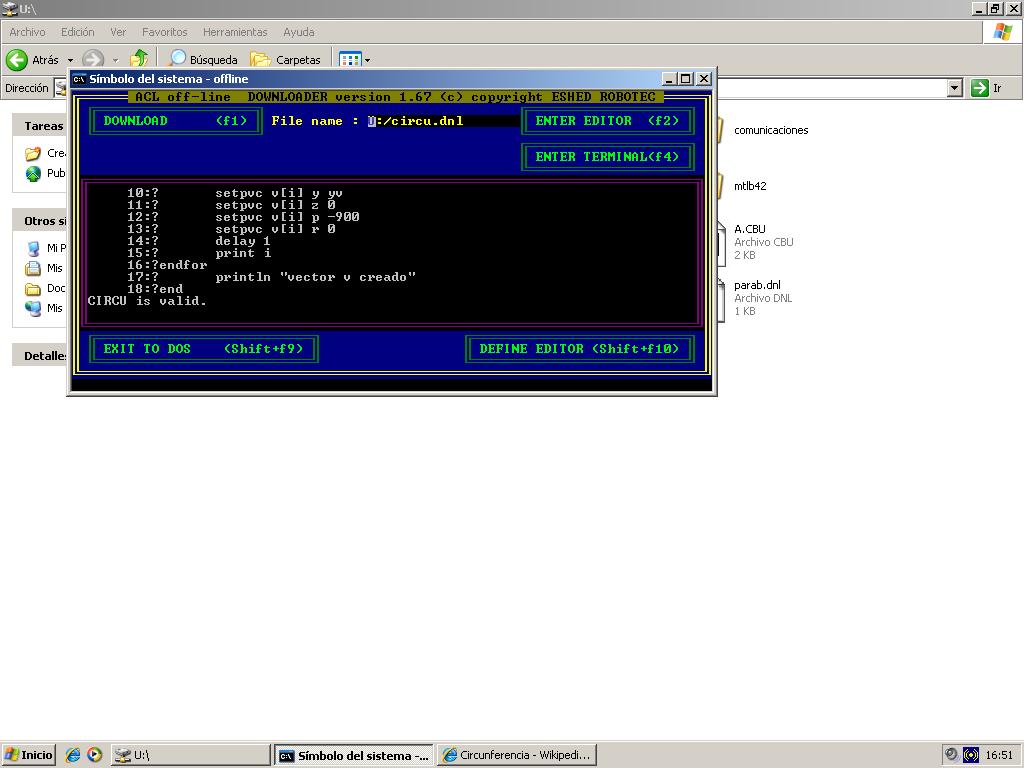 U:\
Archivo Edición Ver Favoritos Herramientas Ayuda
Atrás Búsqueda Carpetas
Dirección Ir
Símbolo del sistema - offline
ACL off-line DOWNLOADER version 1.67 (c) copyright ESHED ROBOTEC
DOWNLOAD (f1) File name : U:/circu.dnl ENTER EDITOR (f2)
ENTER TERMINAL(f4)
10:? setpvc v[i] y yv
11:? setpvc v[i] z 0
12:? setpvc v[i] p -900
13:? setpvc v[i] r 0
14:? delay 1
15:? print i
16:?endfor
17:? println "vector v creado"
18:?end
CIRCU is valid.
EXIT TO DOS (Shift+f9) DEFINE EDITOR (Shift+f10)
Tareas
Cre
Pub
Otros si
Mi P
Mis
Doc
Mis
Detalles
comunicaciones
mtlb42
A.CBU
Archivo CBU
2 KB
parab.dnl
Archivo DNL
1 KB
Inicio U:\ Símbolo del sistema -... Circunferencia - Wikipedi... 16:51